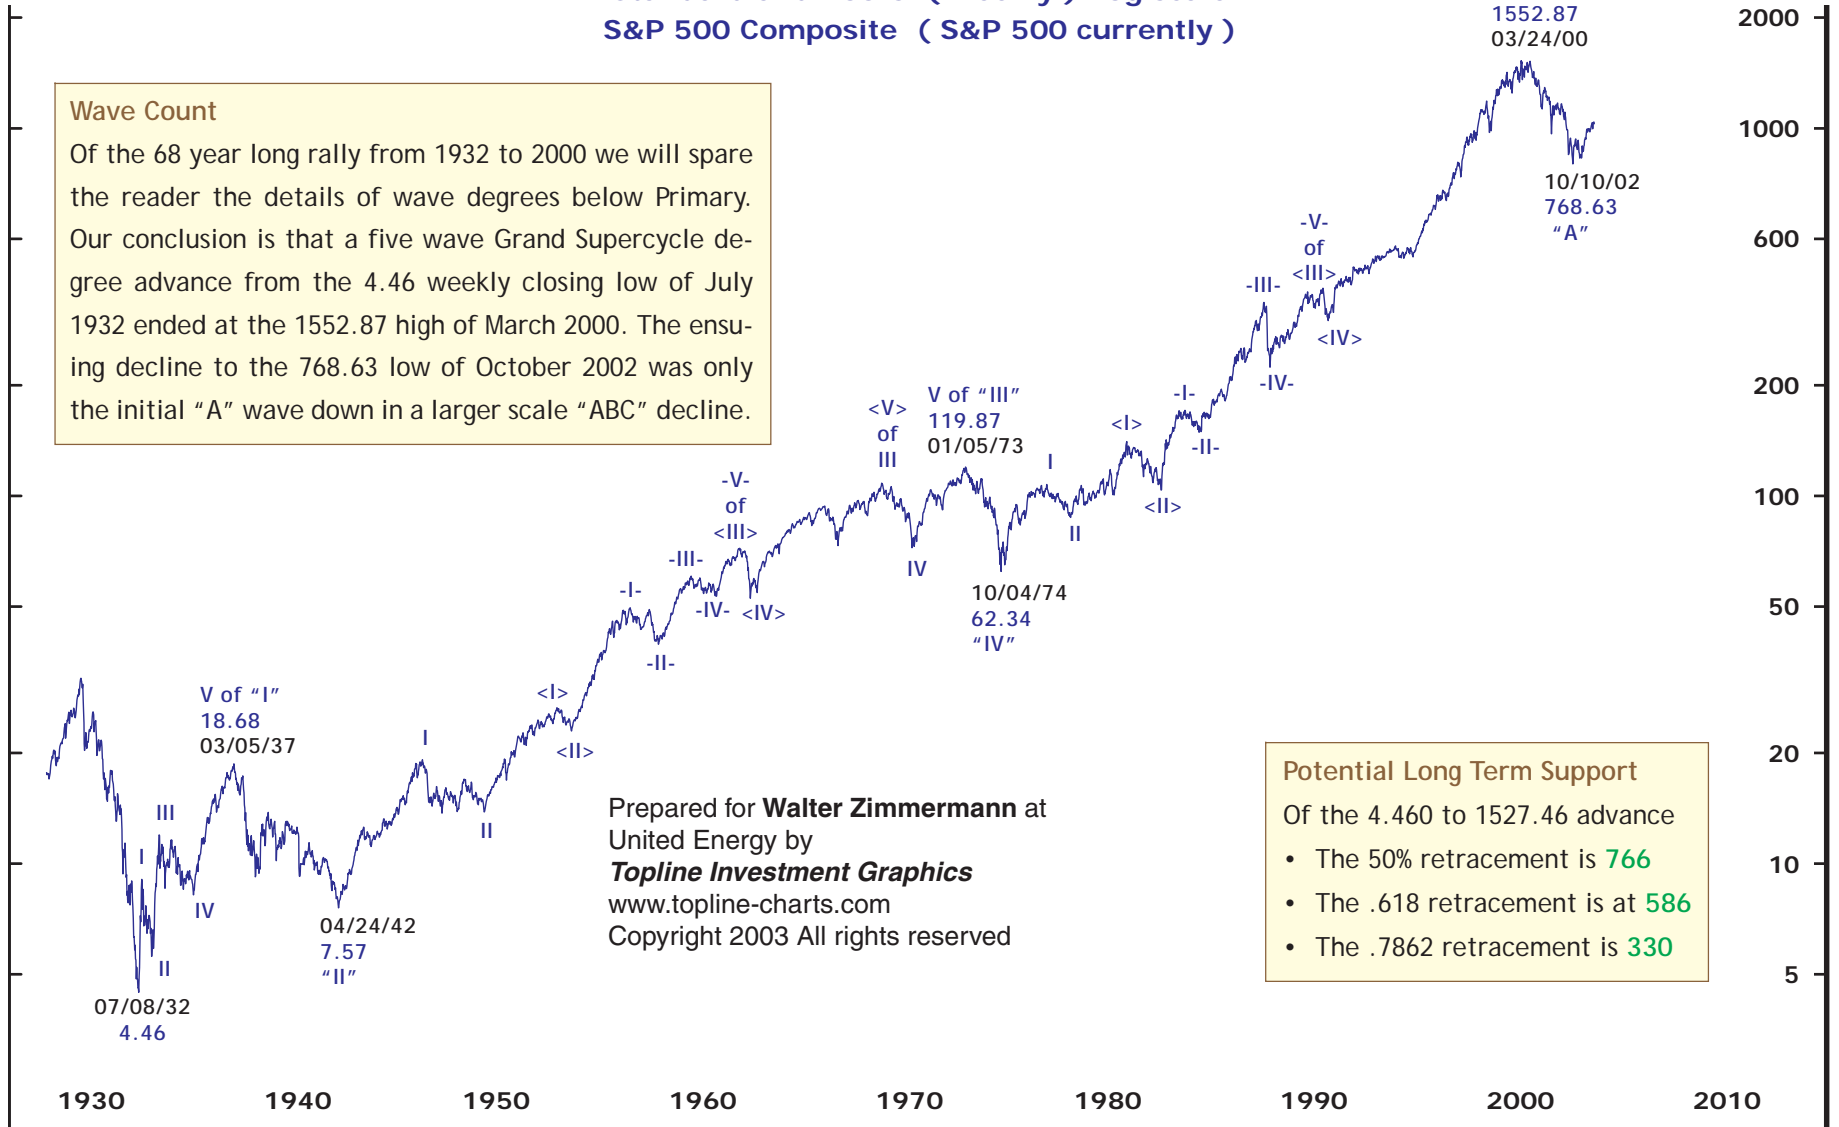 S&P 500 Composite ( S&P 500 currently )
1552.87
03/24/00
2000
Wave Count
Of the 68 year long rally from 1932 to 2000 we will spare
the reader the details of wave degrees below Primary.
Our conclusion is that a five wave Grand Supercycle de-
gree advance from the 4.46 weekly closing low of July
1932 ended at the 1552.87 high of March 2000. The ensu-
ing decline to the 768.63 low of October 2002 was only
the initial “A” wave down in a larger scale “ABC” decline.
1000
10/10/02
768.63
“A”
600
-V-
of
<III>
-III-
<IV>
-IV-
200
<V>
of
III
V of “III”
119.87
01/05/73
-I-
-II-
<I>
<II>
I
II
100
-V-
of
<III>
-III-
-I-
-IV-
<IV>
-II-
IV
10/04/74
62.34
“IV”
50
V of “I”
18.68
03/05/37
I
<I>
<II>
20
III
I
IV
II
II
04/24/42
7.57
“II”
07/08/32
4.46
Prepared for Walter Zimmermann at
United Energy by
Topline Investment Graphics
www.topline-charts.com
Copyright 2003 All rights reserved
Potential Long Term Support
Of the 4.460 to 1527.46 advance
• The 50% retracement is 766
• The .618 retracement is at 586
• The .7862 retracement is 330
10
5
1930 1940 1950 1960 1970 1980 1990 2000 2010